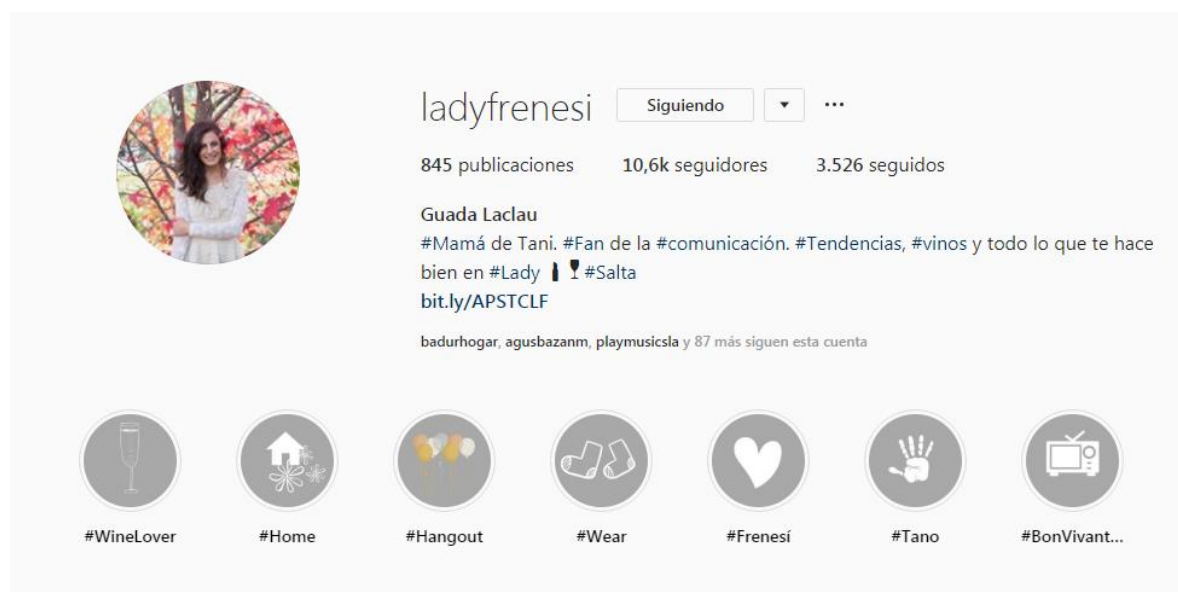 ladyfrenesi Siguiendo
845 publicaciones 10,6k seguidores 3.526 seguidos
Guada Laclau
#Mamá de Tani. #Fan de la #comunicación. #Tendencias, #vinos y todo lo que te hace
bien en #Lady 💄🍷 #Salta
bit.ly/APSTCLF
badurhogar, agusbazanm, playmusicsla y 87 más siguen esta cuenta
#WineLover #Home #Hangout #Wear #Frenesí #Tano #BonVivant...